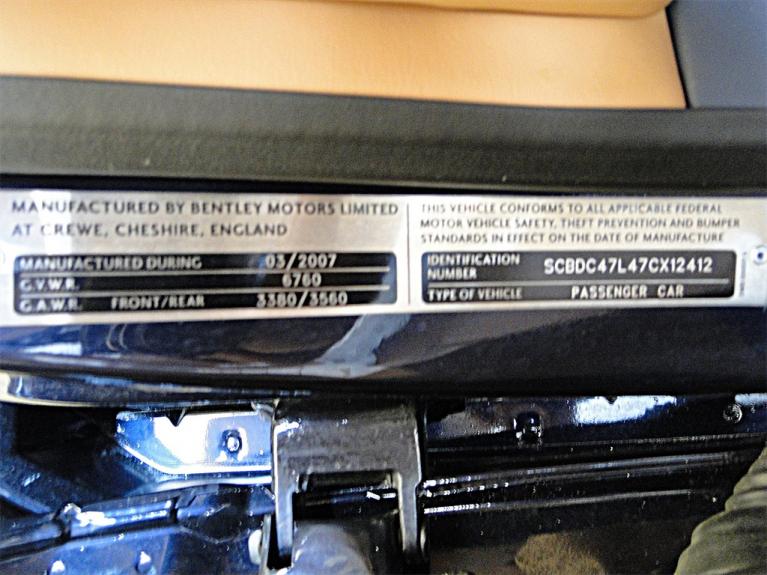 MANUFACTURED BY BENTLEY MOTORS LIMITED
AT CREWE, CHESHIRE, ENGLAND
MANUFACTURED DURING 03/2007
G.V.W.R. 6760
G.A.W.R. FRONT/REAR 3380/3560
THIS VEHICLE CONFORMS TO ALL APPLICABLE FEDERAL
MOTOR VEHICLE SAFETY, THEFT PREVENTION AND BUMPER
STANDARDS IN EFFECT ON THE DATE OF MANUFACTURE
IDENTIFICATION
NUMBER SCBDC47L47CX12412
TYPE OF VEHICLE PASSENGER CAR